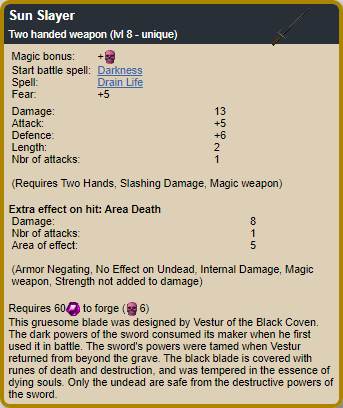 Sun Slayer
Two handed weapon (lvl 8 - unique)
Magic bonus: +
Start battle spell: Darkness
Spell: Drain Life
Fear: +5
Damage: 13
Attack: +5
Defence: +6
Length: 2
Nbr of attacks: 1
(Requires Two Hands, Slashing Damage, Magic weapon)
Extra effect on hit: Area Death
Damage: 8
Nbr of attacks: 1
Area of effect: 5
(Armor Negating, No Effect on Undead, Internal Damage, Magic
weapon, Strength not added to damage)
Requires 60 to forge ( 6)
This gruesome blade was designed by Vestur of the Black Coven.
The dark powers of the sword consumed its maker when he first
used it in battle. The sword's powers were tamed when Vestur
returned from beyond the grave. The black blade is covered with
runes of death and destruction, and was tempered in the essence of
dying souls. Only the undead are safe from the destructive powers of
the sword.